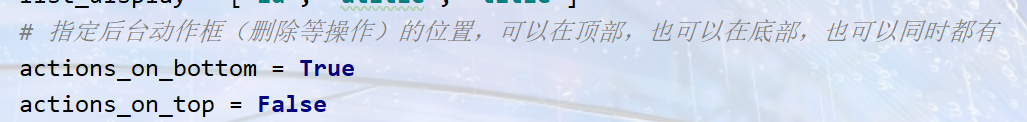 # 指定后台动作框（删除等操作）的位置，可以在顶部，也可以在底部，也可以同时都有
actions_on_bottom = True
actions_on_top = False